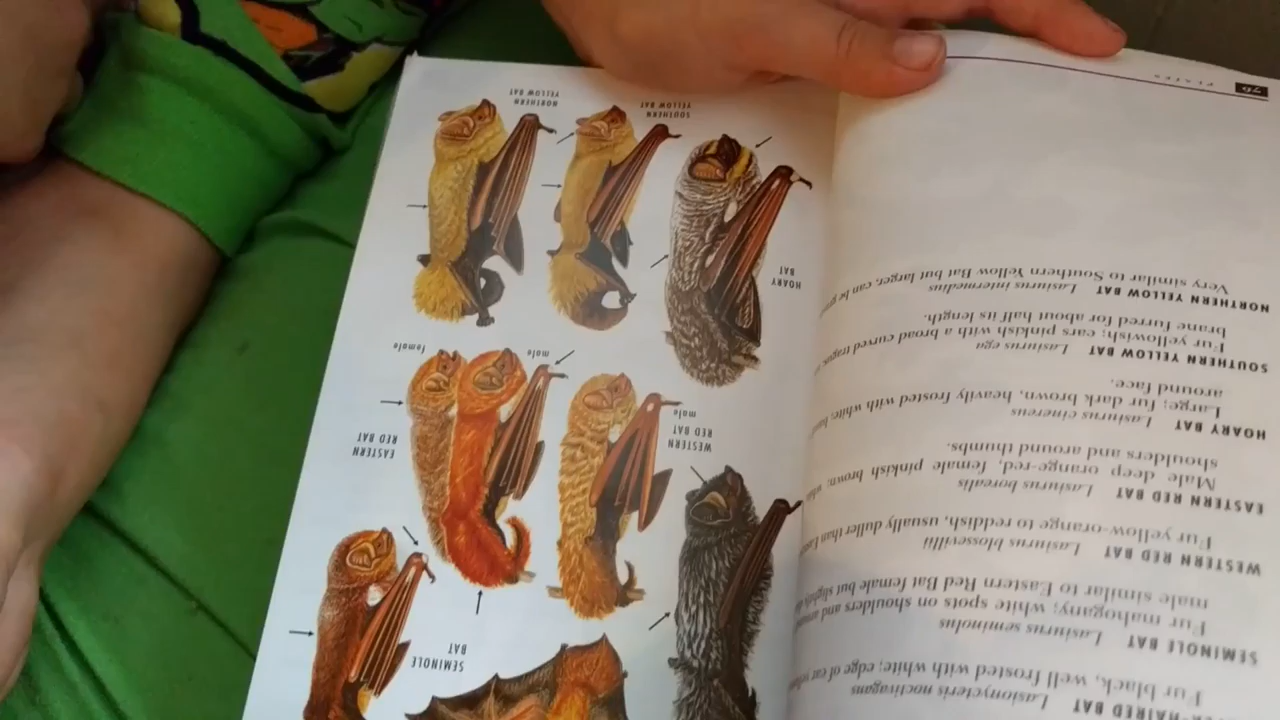 HAIRED BAT Lasionycteris noctivagans
Fur black, well frosted with white; edge of ear
SEMINOLE BAT Lasiurus seminolus
Fur mahogany; white spots on shoulders and
male similar to Eastern Red Bat female but slightly
WESTERN RED BAT Lasiurus blossevillii
Fur yellow-orange to reddish, usually duller than
EASTERN RED BAT Lasiurus borealis
Male deep orange-red, female pinkish brown;
shoulders and around thumbs.
HOARY BAT Lasiurus cinereus
Large; fur dark brown, heavily frosted with white,
around face.
SOUTHERN YELLOW BAT Lasiurus ega
Fur yellowish; ears pinkish with a broad curved tragus,
brane furred for about half its length.
NORTHERN YELLOW BAT Lasiurus intermedius
Very similar to Southern Yellow Bat but larger, can be
76 PLATES
SEMINOLE
BAT
WESTERN
RED BAT
male
EASTERN
RED BAT
male
female
HOARY
BAT
SOUTHERN
YELLOW BAT
NORTHERN
YELLOW BAT